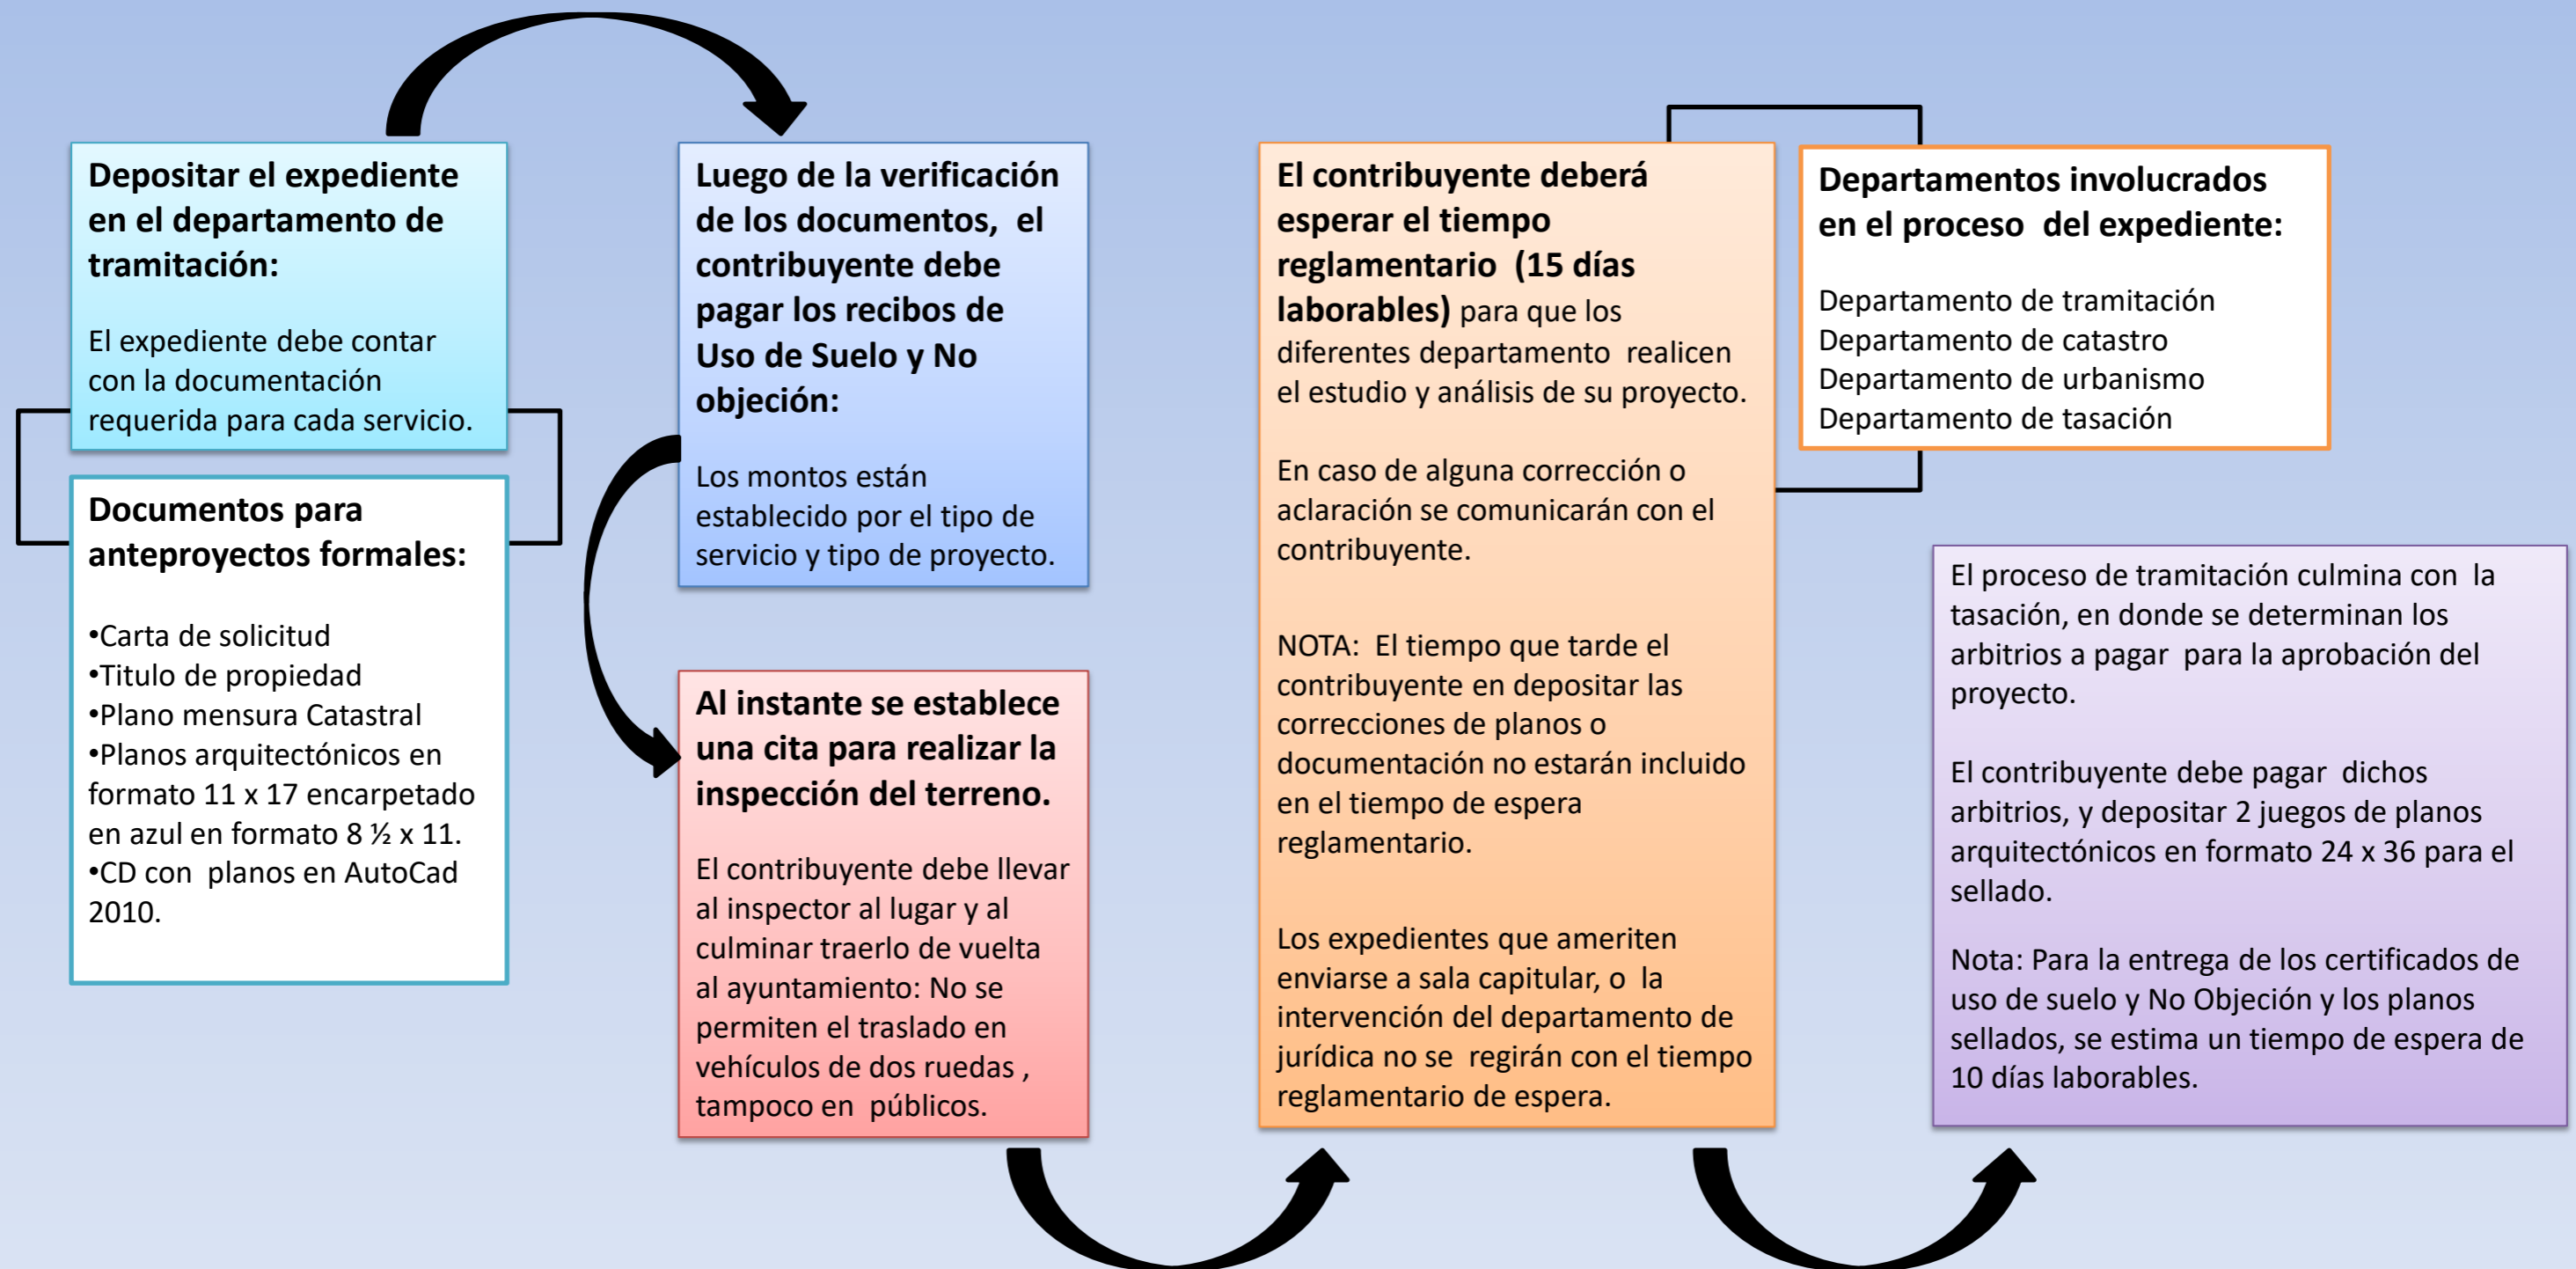 Depositar el expediente
en el departamento de
tramitación:
El expediente debe contar
con la documentación
requerida para cada servicio.
Documentos para
anteproyectos formales:
•Carta de solicitud
•Titulo de propiedad
•Plano mensura Catastral
•Planos arquitectónicos en
formato 11 x 17 encarpetado
en azul en formato 8 ½ x 11.
•CD con planos en AutoCad
2010.
Luego de la verificación
de los documentos, el
contribuyente debe
pagar los recibos de
Uso de Suelo y No
objeción:
Los montos están
establecido por el tipo de
servicio y tipo de proyecto.
Al instante se establece
una cita para realizar la
inspección del terreno.
El contribuyente debe llevar
al inspector al lugar y al
culminar traerlo de vuelta
al ayuntamiento: No se
permiten el traslado en
vehículos de dos ruedas ,
tampoco en públicos.
El contribuyente deberá
esperar el tiempo
reglamentario (15 días
laborables) para que los
diferentes departamento realicen
el estudio y análisis de su proyecto.
En caso de alguna corrección o
aclaración se comunicarán con el
contribuyente.
NOTA: El tiempo que tarde el
contribuyente en depositar las
correcciones de planos o
documentación no estarán incluido
en el tiempo de espera
reglamentario.
Los expedientes que ameriten
enviarse a sala capitular, o la
intervención del departamento de
jurídica no se regirán con el tiempo
reglamentario de espera.
Departamentos involucrados
en el proceso del expediente:
Departamento de tramitación
Departamento de catastro
Departamento de urbanismo
Departamento de tasación
El proceso de tramitación culmina con la
tasación, en donde se determinan los
arbitrios a pagar para la aprobación del
proyecto.
El contribuyente debe pagar dichos
arbitrios, y depositar 2 juegos de planos
arquitectónicos en formato 24 x 36 para el
sellado.
Nota: Para la entrega de los certificados de
uso de suelo y No Objeción y los planos
sellados, se estima un tiempo de espera de
10 días laborables.